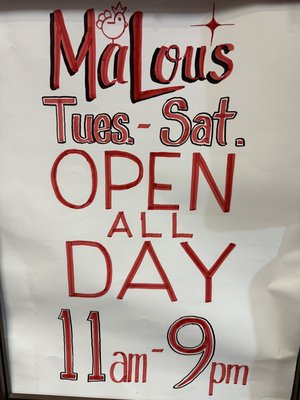 MaLou's
Tues. - Sat.
OPEN
ALL
DAY
11am - 9pm